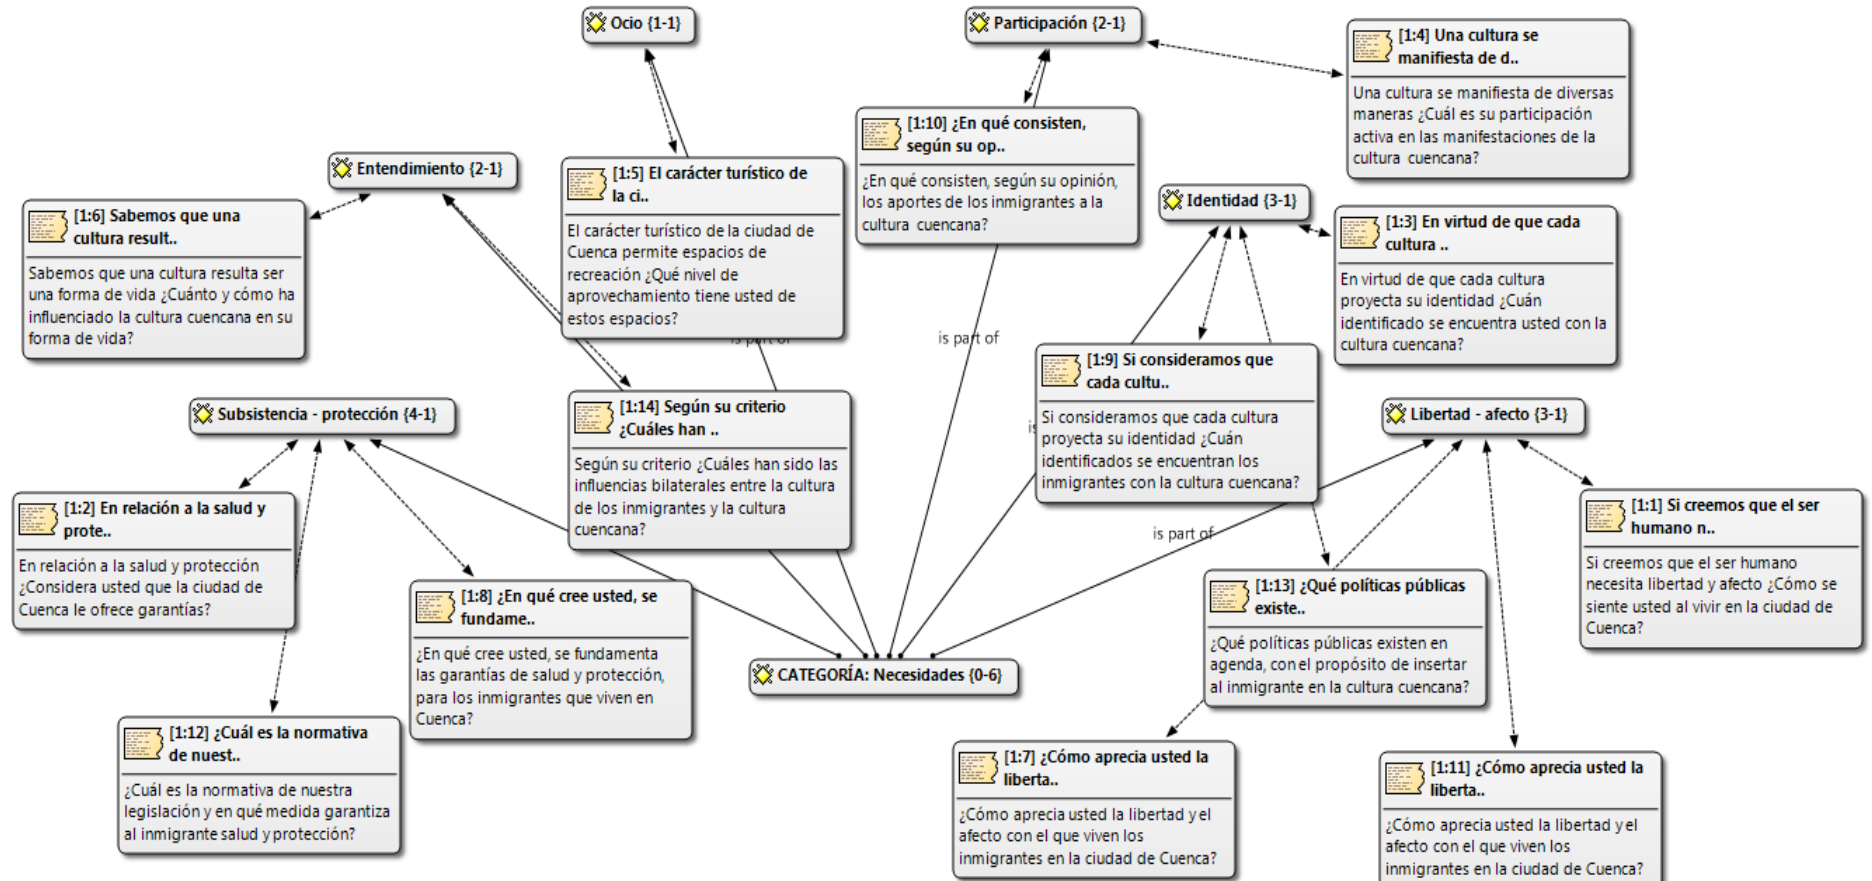 Ocio {1-1}
Participación {2-1}
[1:4] Una cultura se
manifiesta de d..
Una cultura se manifiesta de diversas
maneras ¿Cuál es su participación
activa en las manifestaciones de la
cultura cuencana?
[1:10] ¿En qué consisten,
según su op..
¿En qué consisten, según su opinión,
los aportes de los inmigrantes a la
cultura cuencana?
Entendimiento {2-1}
[1:5] El carácter turístico de
la ci..
El carácter turístico de la ciudad de
Cuenca permite espacios de
recreación ¿Qué nivel de
aprovechamiento tiene usted de
estos espacios?
Identidad {3-1}
[1:6] Sabemos que una
cultura result..
Sabemos que una cultura resulta ser
una forma de vida ¿Cuánto y cómo ha
influenciado la cultura cuencana en su
forma de vida?
[1:3] En virtud de que cada
cultura ..
En virtud de que cada cultura
proyecta su identidad ¿Cuán
identificado se encuentra usted con la
cultura cuencana?
is part of
is part of
[1:9] Si consideramos que
cada cultu..
Si consideramos que cada cultura
proyecta su identidad ¿Cuán
identificados se encuentran los
inmigrantes con la cultura cuencana?
Subsistencia - protección {4-1}
[1:14] Según su criterio
¿Cuáles han ..
Según su criterio ¿Cuáles han sido las
influencias bilaterales entre la cultura
de los inmigrantes y la cultura
cuencana?
Libertad - afecto {3-1}
[1:2] En relación a la salud y
prote..
En relación a la salud y protección
¿Considera usted que la ciudad de
Cuenca le ofrece garantías?
[1:1] Si creemos que el ser
humano n..
Si creemos que el ser humano
necesita libertad y afecto ¿Cómo se
siente usted al vivir en la ciudad de
Cuenca?
is part of
[1:8] ¿En qué cree usted, se
fundame..
¿En qué cree usted, se fundamenta
las garantías de salud y protección,
para los inmigrantes que viven en
Cuenca?
[1:13] ¿Qué políticas públicas
existe..
¿Qué políticas públicas existen en
agenda, con el propósito de insertar
al inmigrante en la cultura cuencana?
CATEGORÍA: Necesidades {0-6}
[1:12] ¿Cuál es la normativa
de nuest..
¿Cuál es la normativa de nuestra
legislación y en qué medida garantiza
al inmigrante salud y protección?
[1:7] ¿Cómo aprecia usted la
liberta..
¿Cómo aprecia usted la libertad y el
afecto con el que viven los
inmigrantes en la ciudad de Cuenca?
[1:11] ¿Cómo aprecia usted la
liberta..
¿Cómo aprecia usted la libertad y el
afecto con el que viven los
inmigrantes en la ciudad de Cuenca?